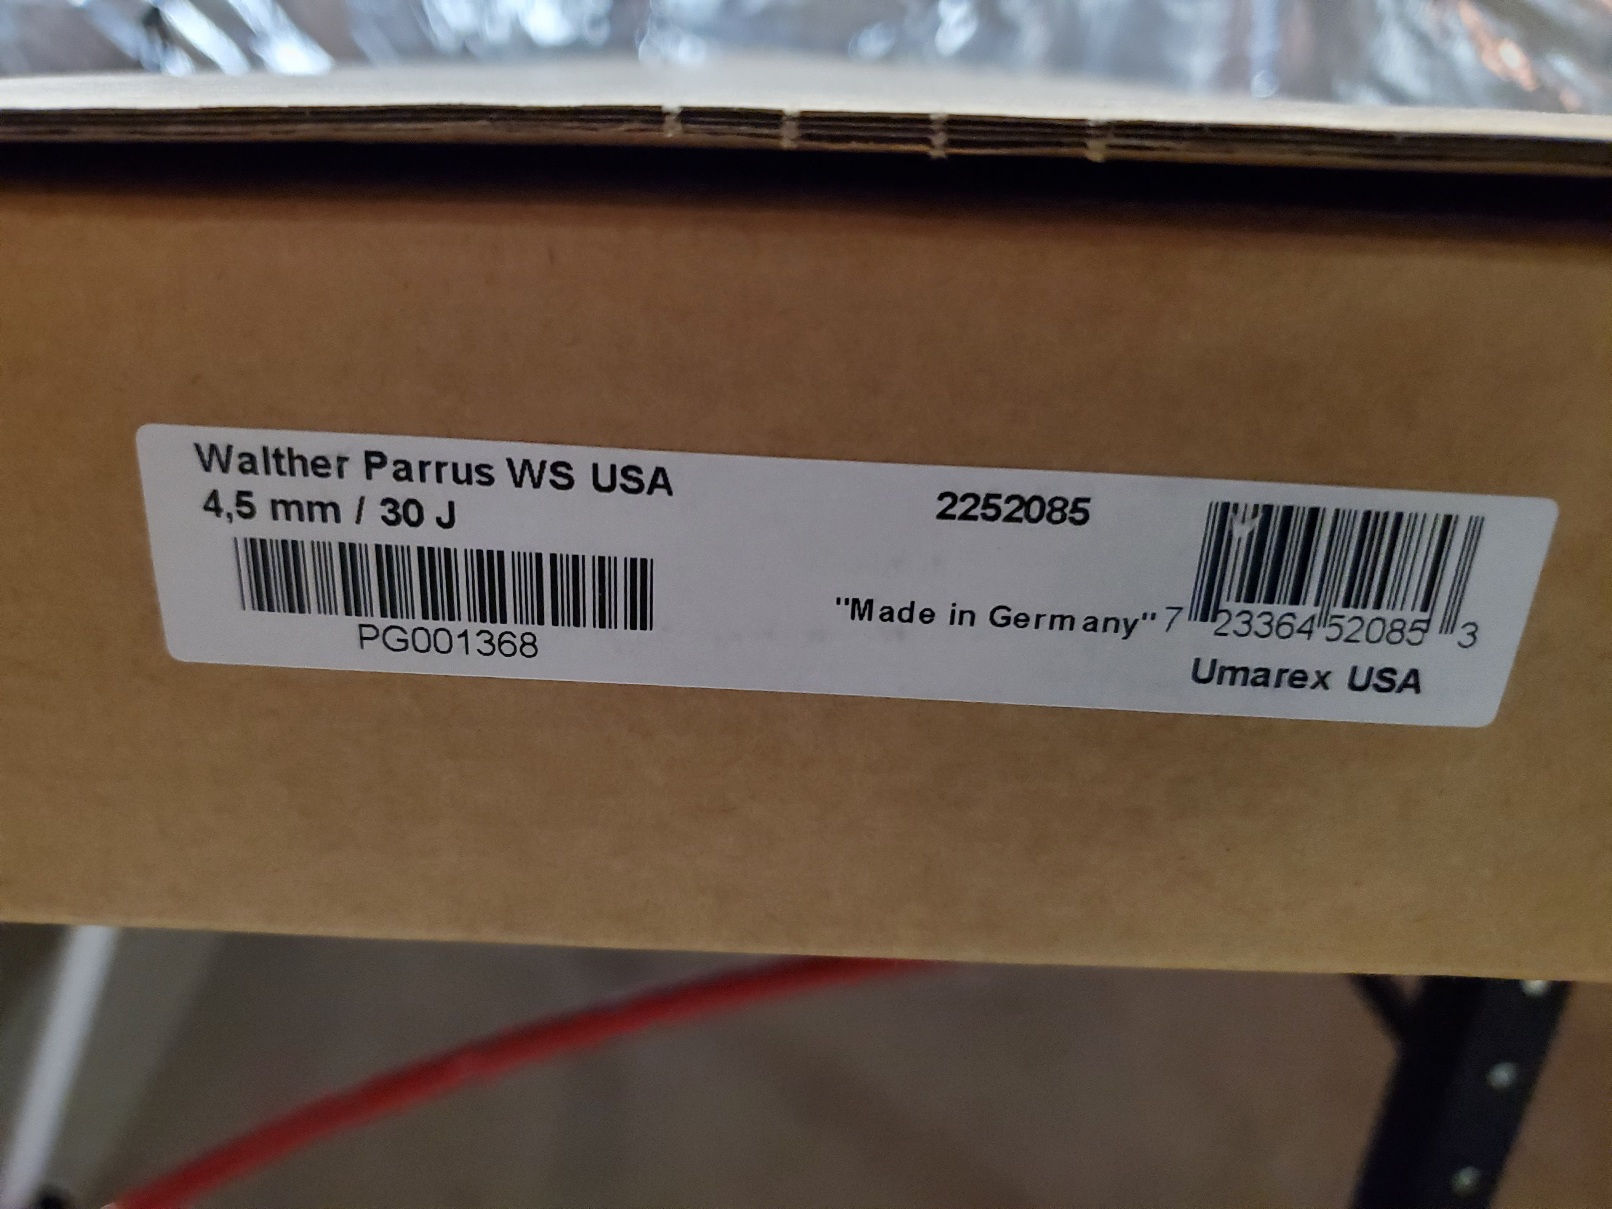 Walther Parrus WS USA
4,5 mm / 30 J
PG001368
2252085
"Made in Germany"
7 23364 52085 3
Umarex USA